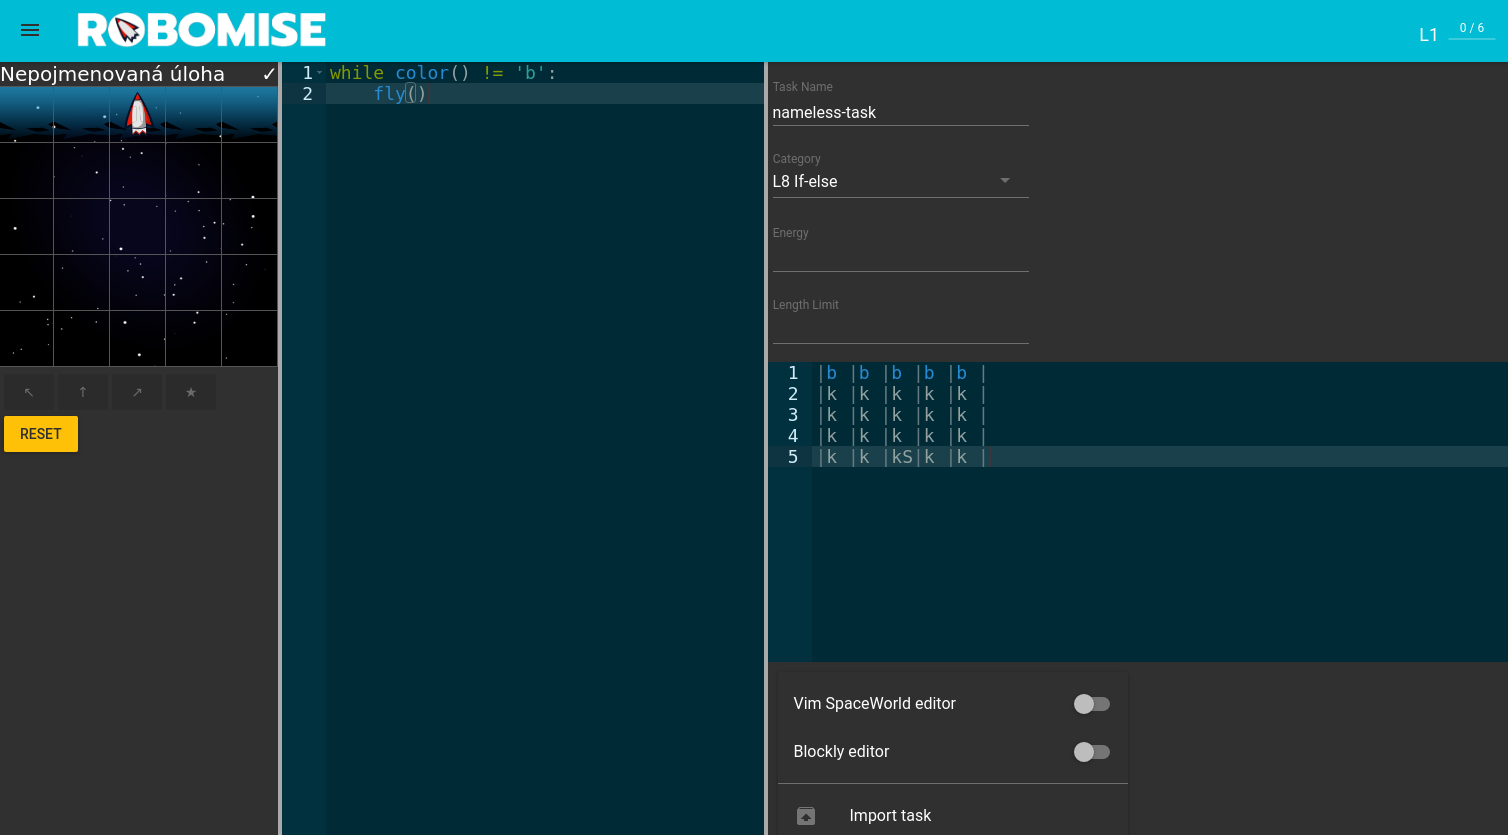 ROBOMISE
L1 0 / 6
Nepojmenovaná úloha ✓
↖ ↑ ↗ ★
RESET
1 while color() != 'b':
2     fly()
Task Name
nameless-task
Category
L8 If-else
Energy
Length Limit
1 |b |b |b |b |b |
2 |k |k |k |k |k |
3 |k |k |k |k |k |
4 |k |k |k |k |k |
5 |k |k |kS|k |k |
Vim SpaceWorld editor
Blockly editor
Import task